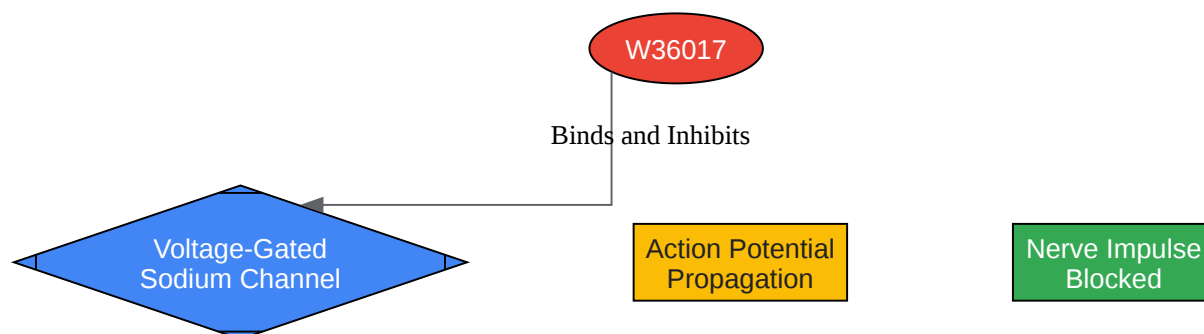 W36017
Binds and Inhibits
Voltage-Gated
Sodium Channel
Action Potential
Propagation
Nerve Impulse
Blocked